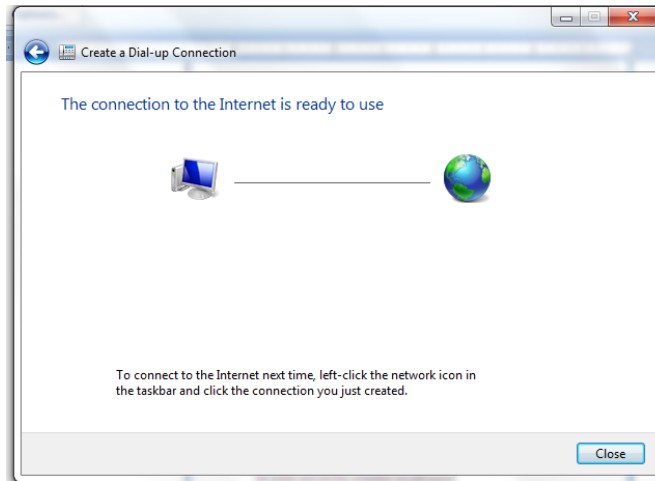 Create a Dial-up Connection
The connection to the Internet is ready to use
To connect to the Internet next time, left-click the network icon in
the taskbar and click the connection you just created.
Close